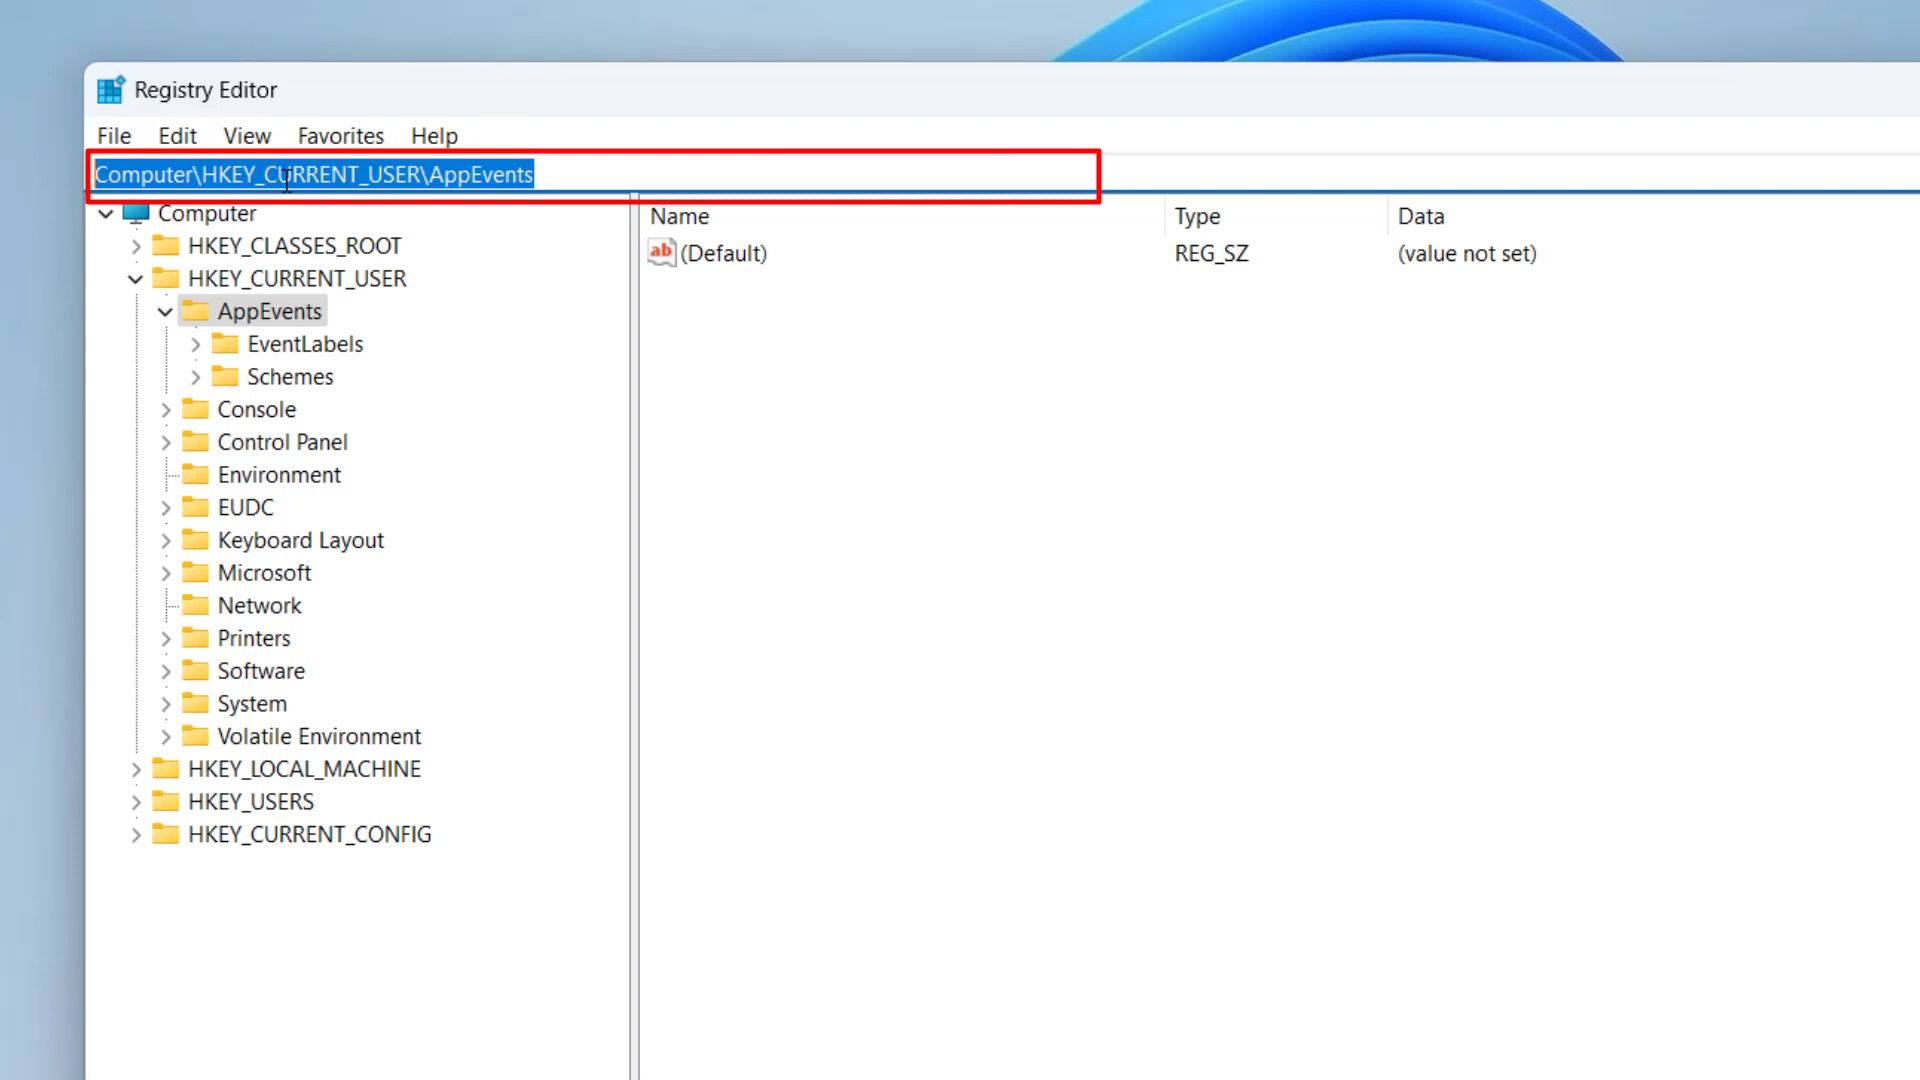 Registry Editor
File Edit View Favorites Help
Computer\HKEY_CURRENT_USER\AppEvents
Computer
HKEY_CLASSES_ROOT
HKEY_CURRENT_USER
AppEvents
EventLabels
Schemes
Console
Control Panel
Environment
EUDC
Keyboard Layout
Microsoft
Network
Printers
Software
System
Volatile Environment
HKEY_LOCAL_MACHINE
HKEY_USERS
HKEY_CURRENT_CONFIG
Name Type Data
ab (Default) REG_SZ (value not set)